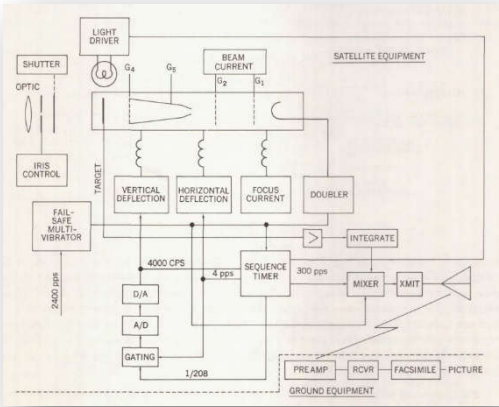 LIGHT
DRIVER
SHUTTER
BEAM
CURRENT
SATELLITE EQUIPMENT
G4
G5
G2
G1
OPTIC
IRIS
CONTROL
TARGET
VERTICAL
DEFLECTION
HORIZONTAL
DEFLECTION
FOCUS
CURRENT
DOUBLER
FAIL-
SAFE
MULTI-
VIBRATOR
INTEGRATE
4000 CPS
4 pps
SEQUENCE
TIMER
300 pps
MIXER
XMIT
2400 pps
D/A
A/D
GATING
1/208
PREAMP
RCVR
FACSIMILE
PICTURE
GROUND EQUIPMENT